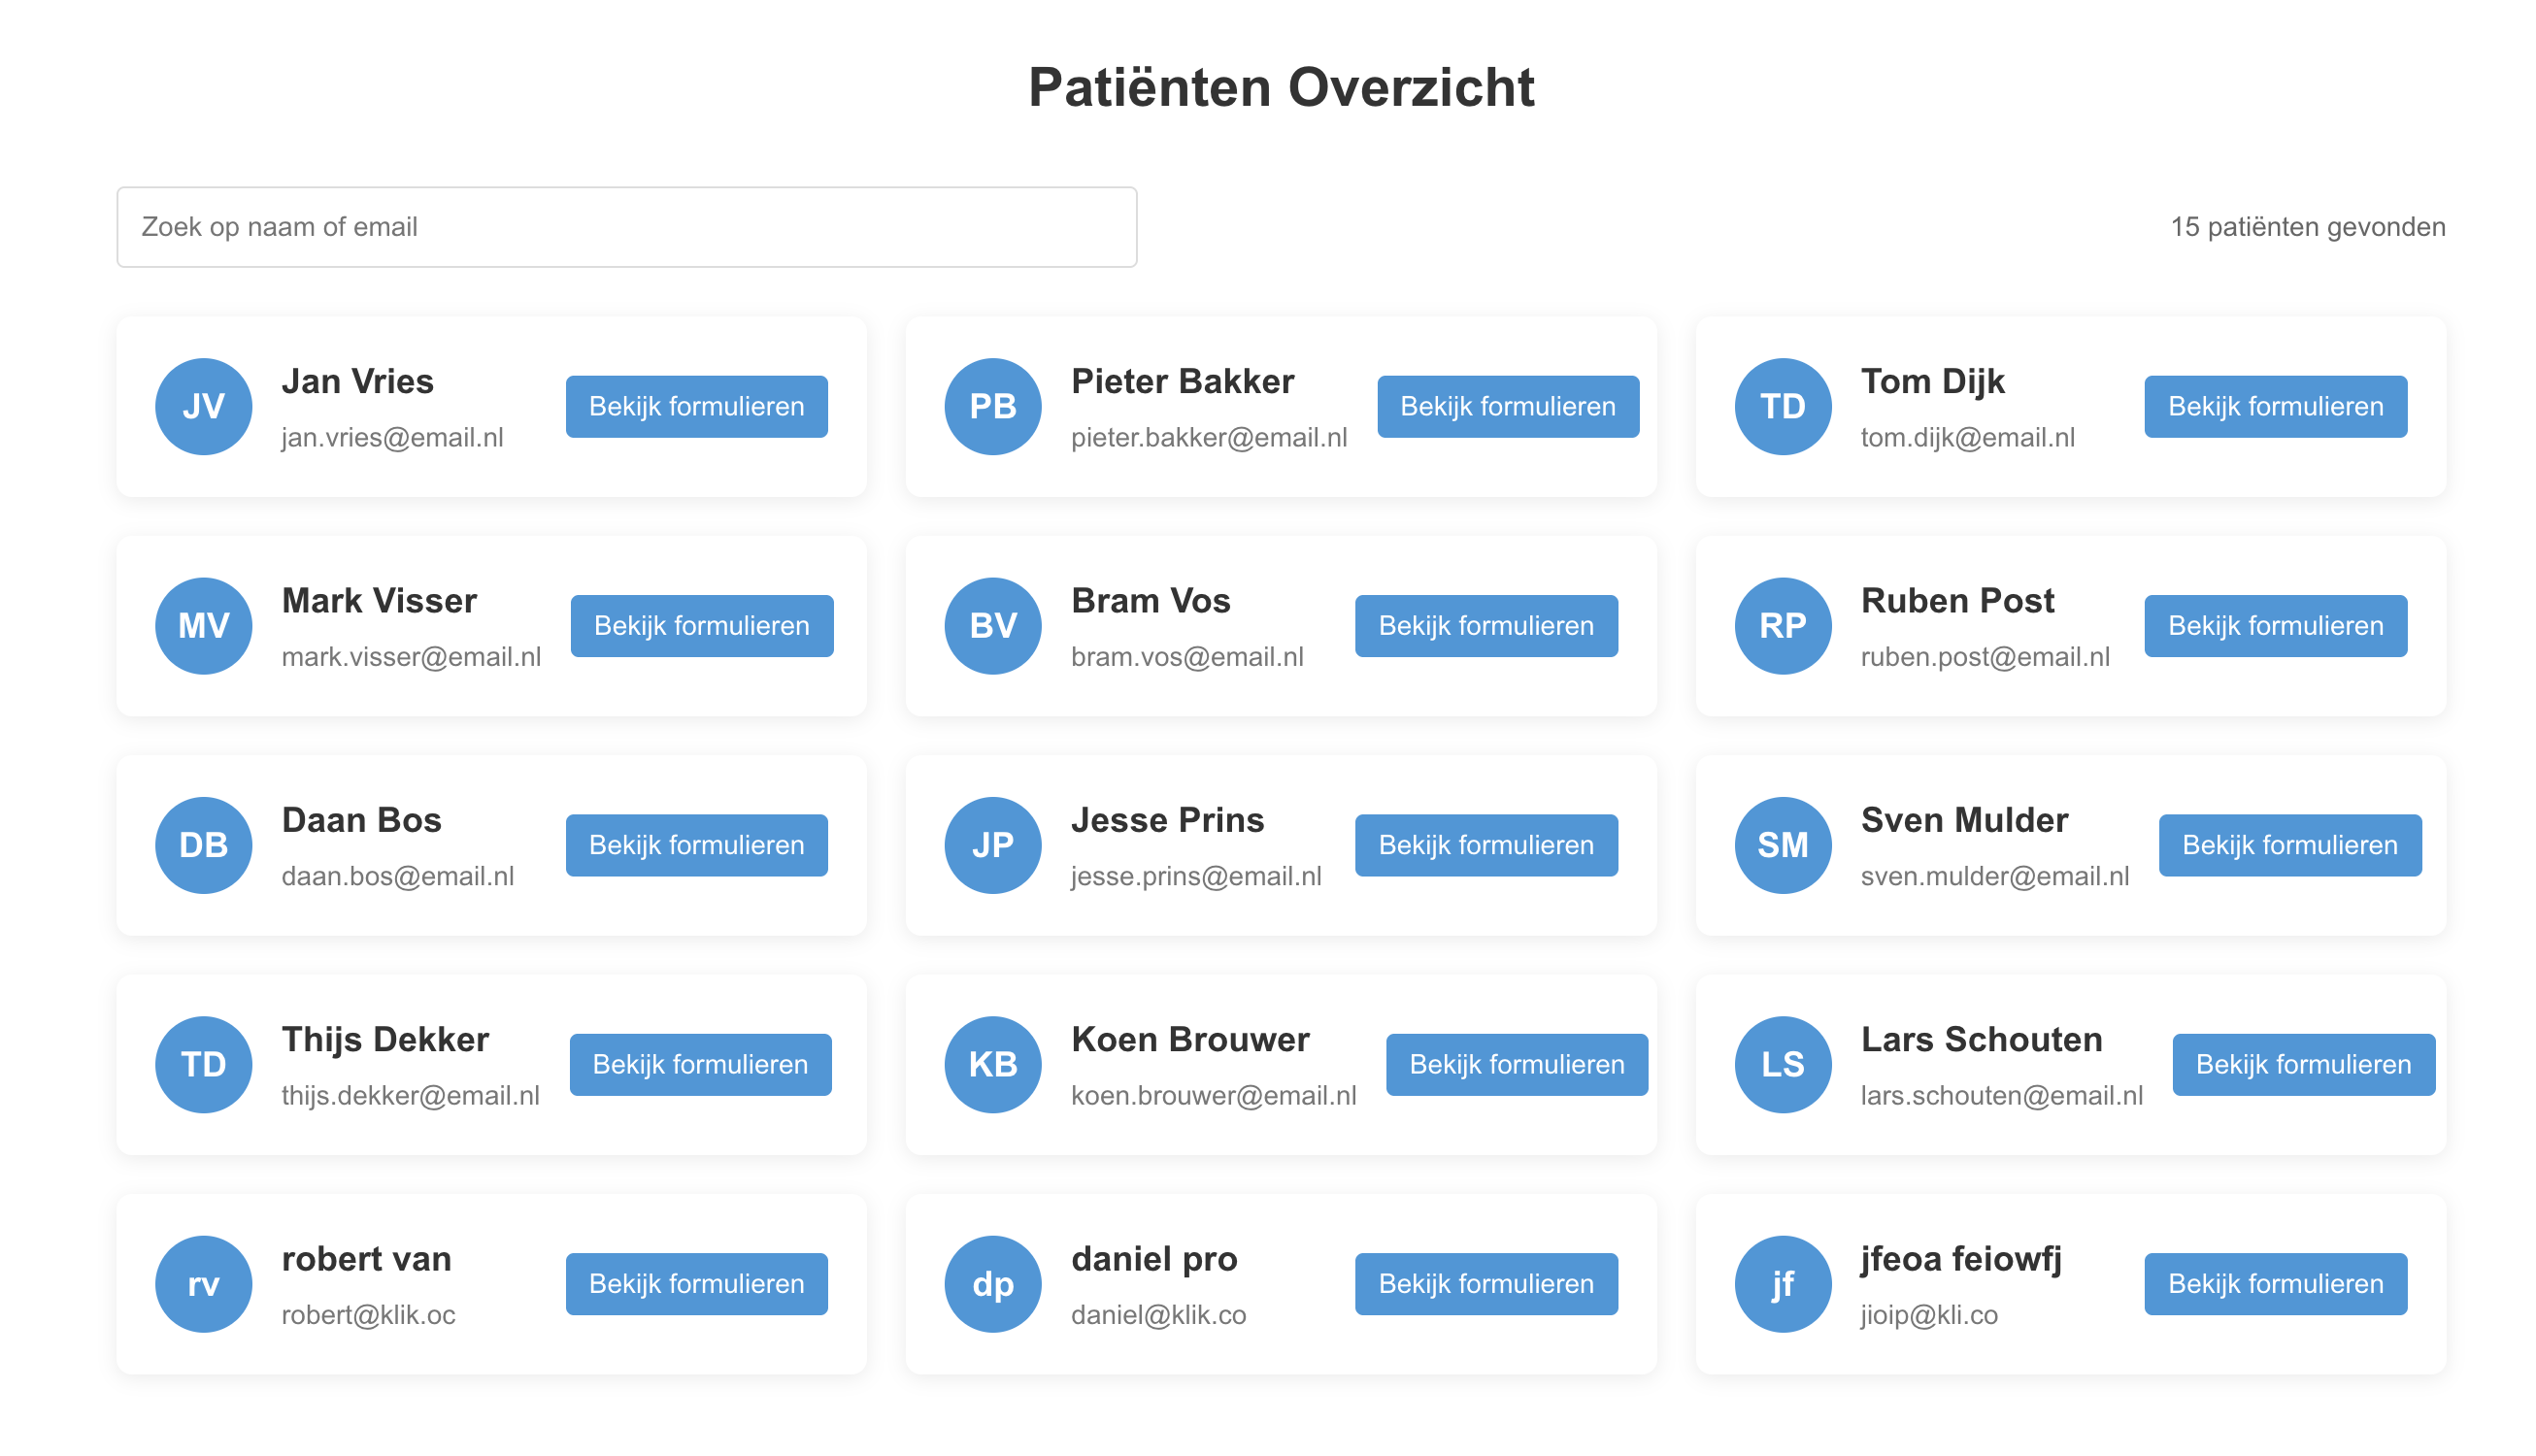 Patiënten Overzicht
Zoek op naam of email
15 patiënten gevonden
JV
Jan Vries
jan.vries@email.nl
Bekijk formulieren
PB
Pieter Bakker
pieter.bakker@email.nl
Bekijk formulieren
TD
Tom Dijk
tom.dijk@email.nl
Bekijk formulieren
MV
Mark Visser
mark.visser@email.nl
Bekijk formulieren
BV
Bram Vos
bram.vos@email.nl
Bekijk formulieren
RP
Ruben Post
ruben.post@email.nl
Bekijk formulieren
DB
Daan Bos
daan.bos@email.nl
Bekijk formulieren
JP
Jesse Prins
jesse.prins@email.nl
Bekijk formulieren
SM
Sven Mulder
sven.mulder@email.nl
Bekijk formulieren
TD
Thijs Dekker
thijs.dekker@email.nl
Bekijk formulieren
KB
Koen Brouwer
koen.brouwer@email.nl
Bekijk formulieren
LS
Lars Schouten
lars.schouten@email.nl
Bekijk formulieren
rv
robert van
robert@klik.oc
Bekijk formulieren
dp
daniel pro
daniel@klik.co
Bekijk formulieren
jf
jfeoa feiowfj
jioip@kli.co
Bekijk formulieren